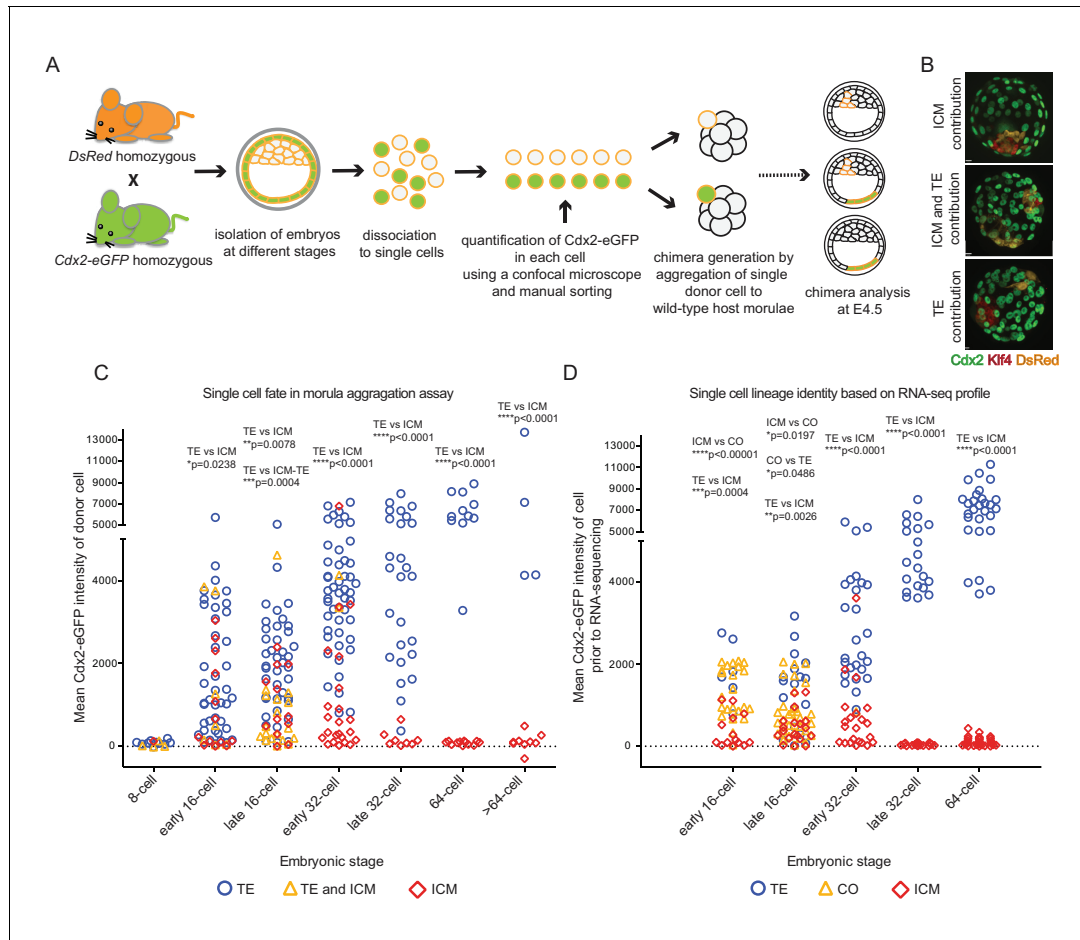 A
DsRed homozygous
X
Cdx2-eGFP homozygous
isolation of embryos
at different stages
dissociation
to single cells
quantification of Cdx2-eGFP
in each cell
using a confocal microscope
and manual sorting
chimera generation by
aggregation of single
donor cell to
wild-type host morulae
chimera analysis
at E4.5
B
ICM
contribution
ICM and TE
contribution
TE
contribution
Cdx2 Klf4 DsRed
C
Single cell fate in morula aggragation assay
TE vs ICM
*p=0.0238
TE vs ICM
**p=0.0078
TE vs ICM-TE
***p=0.0004
TE vs ICM
****p<0.0001
TE vs ICM
****p<0.0001
TE vs ICM
****p<0.0001
TE vs ICM
****p<0.0001
Mean Cdx2-eGFP intensity of donor cell
13000
11000
9000
7000
5000
4000
2000
0
8-cell
early 16-cell
late 16-cell
early 32-cell
late 32-cell
64-cell
>64-cell
Embryonic stage
TE
TE and ICM
ICM
D
Single cell lineage identity based on RNA-seq profile
ICM vs CO
****p<0.00001
TE vs ICM
***p=0.0004
ICM vs CO
*p=0.0197
CO vs TE
*p=0.0486
TE vs ICM
**p=0.0026
TE vs ICM
****p<0.0001
TE vs ICM
****p<0.0001
TE vs ICM
****p<0.0001
Mean Cdx2-eGFP intensity of cell
prior to RNA-sequencing
13000
11000
9000
7000
5000
4000
2000
0
early 16-cell
late 16-cell
early 32-cell
late 32-cell
64-cell
Embryonic stage
TE
CO
ICM